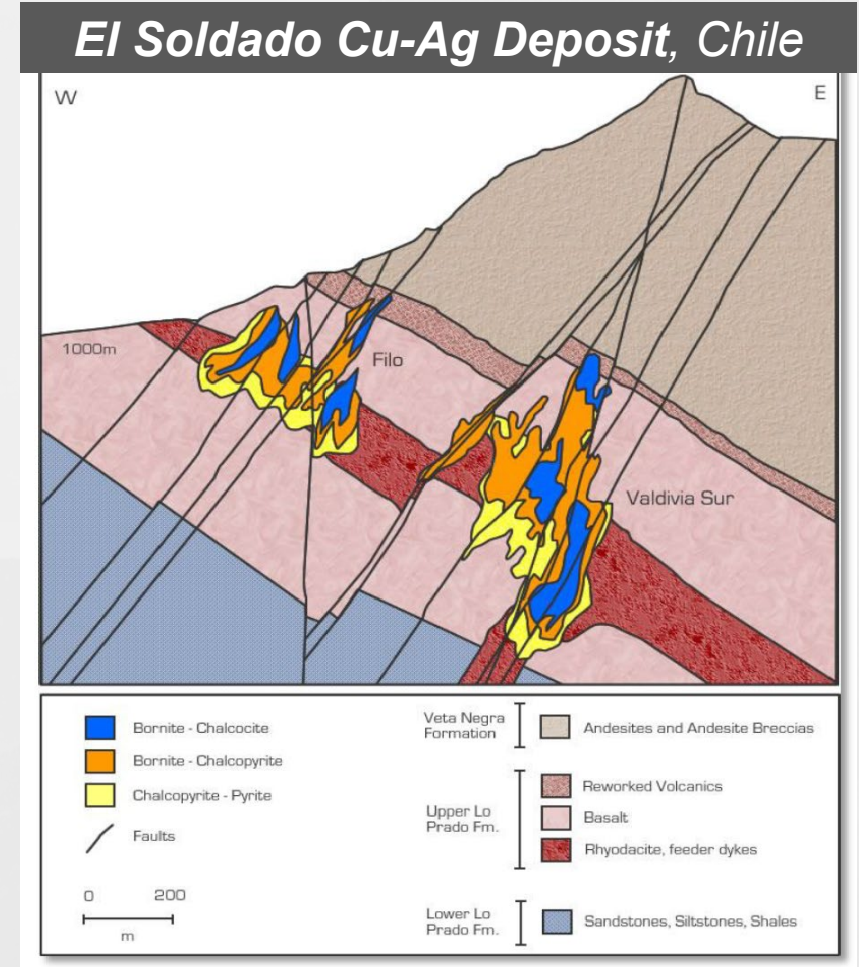 El Soldado Cu-Ag Deposit, Chile
W
E
1000m
Filo
Valdivia Sur
Bornite - Chalcocite
Bornite - Chalcopyrite
Chalcopyrite - Pyrite
Faults
0 200
m
Veta Negra
Formation
Andesites and Andesite Breccias
Upper Lo
Prado Fm.
Reworked Volcanics
Basalt
Rhyodacite, feeder dykes
Lower Lo
Prado Fm.
Sandstones, Siltstones, Shales